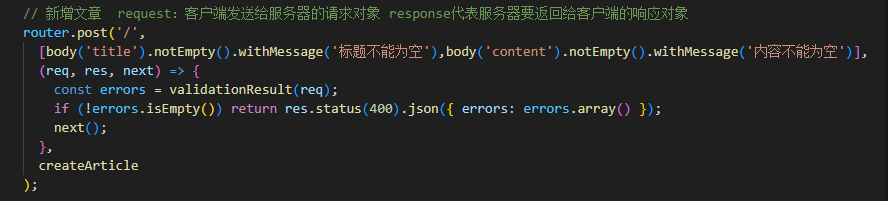 // 新增文章  request：客户端发送给服务器的请求对象 response代表服务器要返回给客户端的响应对象
router.post('/',
  [body('title').notEmpty().withMessage('标题不能为空'),body('content').notEmpty().withMessage('内容不能为空')],
  (req, res, next) => {
    const errors = validationResult(req);
    if (!errors.isEmpty()) return res.status(400).json({ errors: errors.array() });
    next();
  },
  createArticle
);